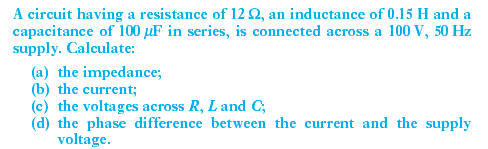 A circuit having a resistance of 12 Ω, an inductance of 0.15 H and a
capacitance of 100 μF in series, is connected across a 100 V, 50 Hz
supply. Calculate:
(a) the impedance;
(b) the current;
(c) the voltages across R, L and C;
(d) the phase difference between the current and the supply
voltage.